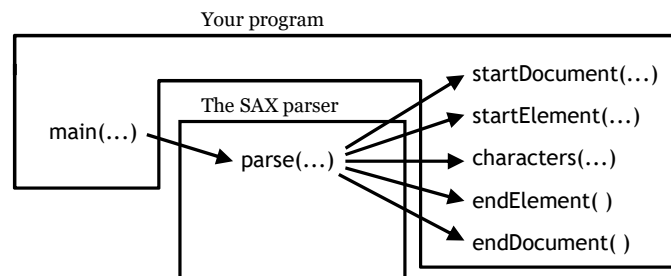 Your program
startDocument(...)
The SAX parser
startElement(...)
main(...)
parse(...)
characters(...)
endElement( )
endDocument( )